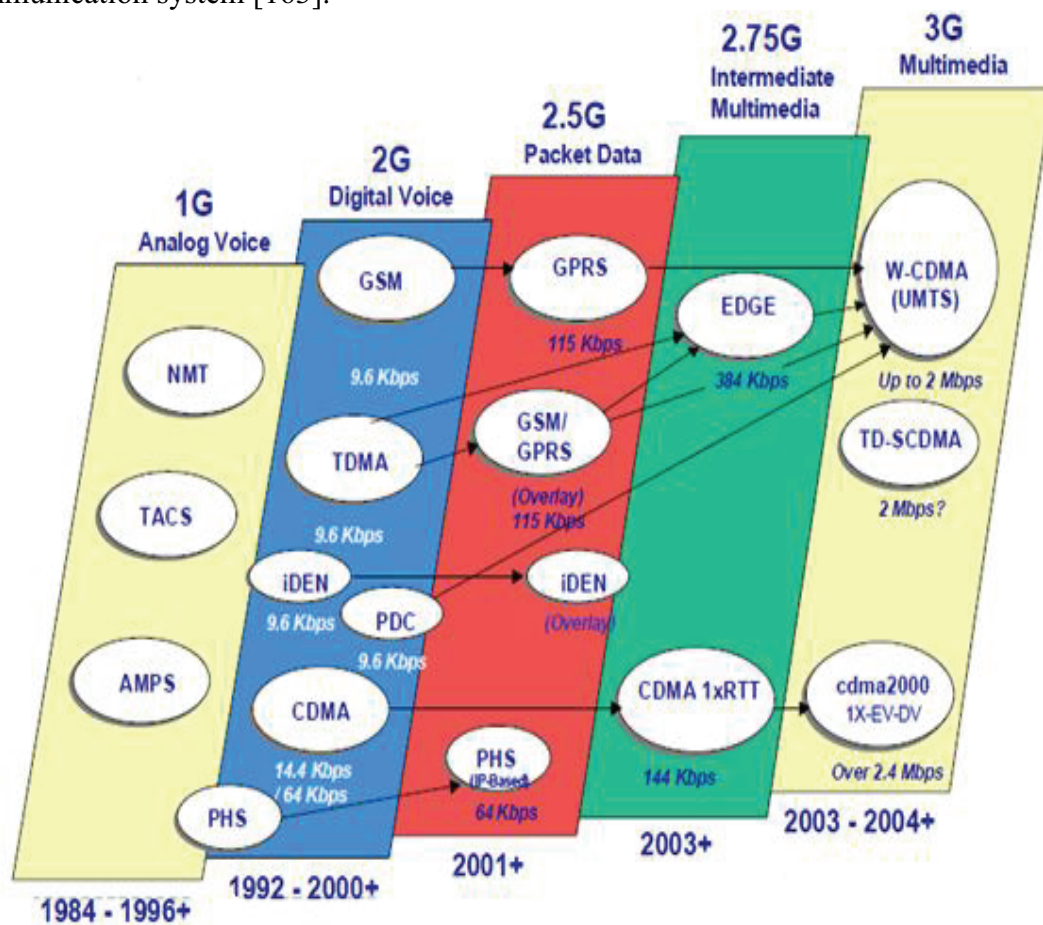 mmunication system [163].
1G
Analog Voice
NMT
TACS
AMPS
PHS
1984 - 1996+
2G
Digital Voice
GSM
9.6 Kbps
TDMA
9.6 Kbps
iDEN
9.6 Kbps
PDC
9.6 Kbps
CDMA
14.4 Kbps
/ 64 Kbps
1992 - 2000+
2.5G
Packet Data
GPRS
115 Kbps
GSM/
GPRS
(Overlay)
115 Kbps
iDEN
(Overlay)
PHS
(IP-Based)
64 Kbps
2001+
2.75G
Intermediate
Multimedia
EDGE
384 Kbps
CDMA 1xRTT
144 Kbps
2003+
3G
Multimedia
W-CDMA
(UMTS)
Up to 2 Mbps
TD-SCDMA
2 Mbps?
cdma2000
1X-EV-DV
Over 2.4 Mbps
2003 - 2004+